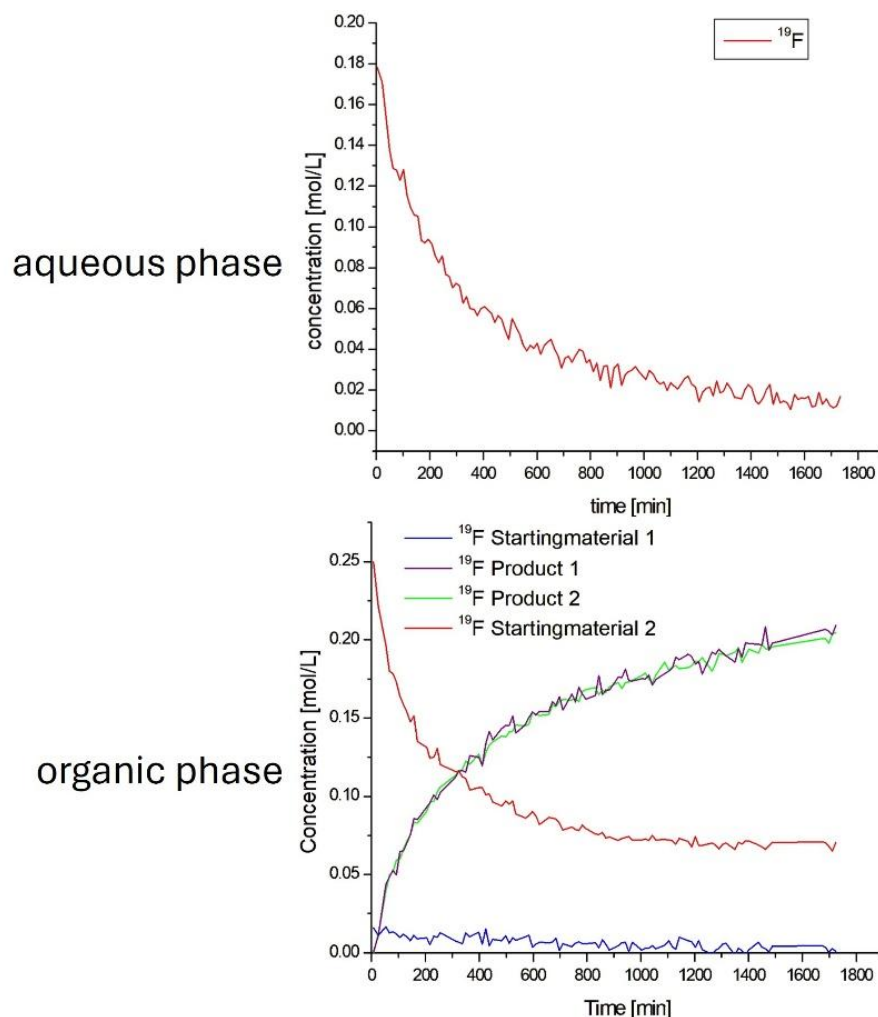 aqueous phase
concentration [mol/L]
0.20
0.18
0.16
0.14
0.12
0.10
0.08
0.06
0.04
0.02
0.00
¹⁹F
0 200 400 600 800 1000 1200 1400 1600 1800
time [min]
organic phase
Concentration [mol/L]
0.25
0.20
0.15
0.10
0.05
0.00
¹⁹F Startingmaterial 1
¹⁹F Product 1
¹⁹F Product 2
¹⁹F Startingmaterial 2
0 200 400 600 800 1000 1200 1400 1600 1800
Time [min]